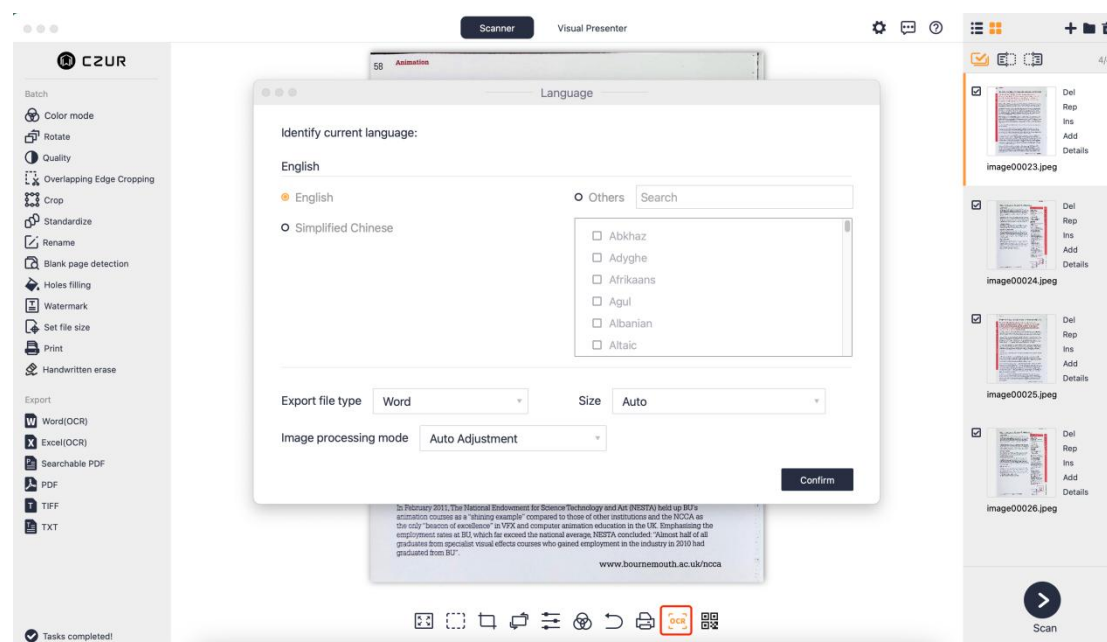 Scanner
Visual Presenter
CZUR
Batch
Color mode
Rotate
Quality
Overlapping Edge Cropping
Crop
Standardize
Rename
Blank page detection
Holes filling
Watermark
Set file size
Print
Handwritten erase
Export
Word(OCR)
Excel(OCR)
Searchable PDF
PDF
TIFF
TXT
Tasks completed!
58 Animation
Language
Identify current language:
English
English
Others Search
Simplified Chinese
Abkhaz
Adyghe
Afrikaans
Agul
Albanian
Altaic
Export file type Word
Size Auto
Image processing mode Auto Adjustment
Confirm
In February 2011, The National Endowment for Science Technology and Art (NESTA) held up BU's
animation courses as a "shining example" compared to those of other institutions and the NCCA as
the only "beacon of excellence" in VFX and computer animation education in the UK. Emphasising the
employment rates at BU, which far exceed the national average, NESTA concluded: "Almost half of all
graduates from specialist visual effects courses who gained employment in the industry in 2010 had
graduated from BU".
www.bournemouth.ac.uk/ncca
OCR
4/
Del
Rep
Ins
Add
Details
image00023.jpeg
Del
Rep
Ins
Add
Details
image00024.jpeg
Del
Rep
Ins
Add
Details
image00025.jpeg
Del
Rep
Ins
Add
Details
image00026.jpeg
Scan